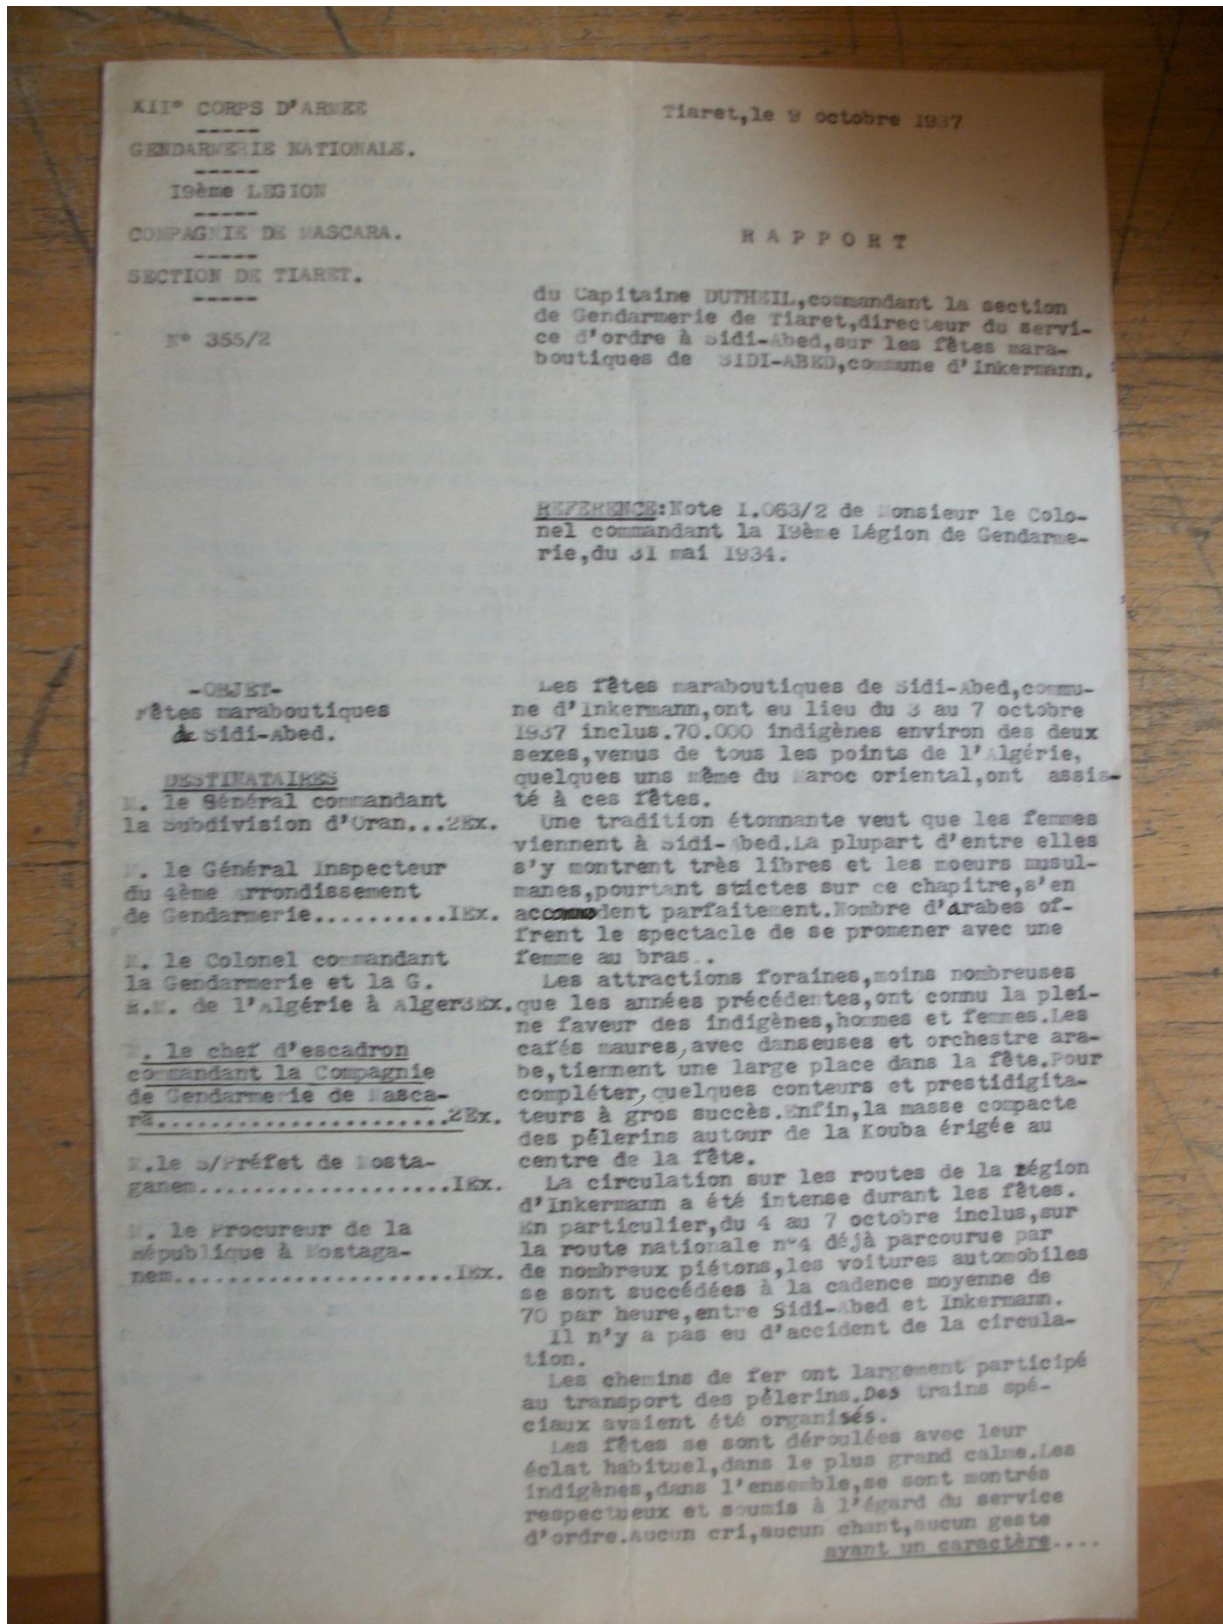 XII° CORPS D'ARMEE
-----
GENDARMERIE NATIONALE.
-----
I9ème LEGION
-----
COMPAGNIE DE MASCARA.
-----
SECTION DE TIARET.
-----
N° 355/2
Tiaret,le 9 octobre 1937
R A P P O R T
du Capitaine DUTHEIL,commandant la section
de Gendarmerie de Tiaret,directeur du servi-
ce d'ordre à Sidi-Abed,sur les fêtes mara-
boutiques de SIDI-ABED,commune d'Inkermann.
REFERENCE:Note I.063/2 de Monsieur le Colo-
nel commandant la I9ème Légion de Gendarme-
rie,du 31 mai 1934.
-OBJET-
Fêtes maraboutiques
de Sidi-Abed.
DESTINATAIRES
M. le Général commandant
la Subdivision d'Oran...2Ex.
M. le Général Inspecteur
du 4ème Arrondissement
de Gendarmerie..........IEx.
M. le Colonel commandant
la Gendarmerie et la G.
R.M. de l'Algérie à Alger3Ex.
M. le chef d'escadron
commandant la Compagnie
de Gendarmerie de Masca-
ra......................2Ex.
M.le S/Préfet de Mosta-
ganem...................IEx.
M. le Procureur de la
République à Mostaga-
nem.....................IEx.
Les fêtes maraboutiques de Sidi-Abed,commu-
ne d'Inkermann,ont eu lieu du 3 au 7 octobre
1937 inclus.70.000 indigènes environ des deux
sexes,venus de tous les points de l'Algérie,
quelques uns même du Maroc oriental,ont assis-
té à ces fêtes.
Une tradition étonnante veut que les femmes
viennent à Sidi-Abed.La plupart d'entre elles
s'y montrent très libres et les moeurs musul-
manes,pourtant strictes sur ce chapitre,s'en
accommodent parfaitement.Nombre d'arabes of-
frent le spectacle de se promener avec une
femme au bras..
Les attractions foraines,moins nombreuses
que les années précédentes,ont connu la plei-
ne faveur des indigènes,hommes et femmes.Les
cafés maures,avec danseuses et orchestre ara-
be,tiennent une large place dans la fête.Pour
compléter,quelques conteurs et prestidigita-
teurs à gros succès.Enfin,la masse compacte
des pélerins autour de la Kouba érigée au
centre de la fête.
La circulation sur les routes de la région
d'Inkermann a été intense durant les fêtes.
En particulier,du 4 au 7 octobre inclus,sur
la route nationale n°4 déjà parcourue par
de nombreux piétons,les voitures automobiles
se sont succédées à la cadence moyenne de
70 par heure,entre Sidi-Abed et Inkermann.
Il n'y a pas eu d'accident de la circula-
tion.
Les chemins de fer ont largement participé
au transport des pélerins.Des trains spé-
ciaux avaient été organisés.
Les fêtes se sont déroulées avec leur
éclat habituel,dans le plus grand calme.Les
indigènes,dans l'ensemble,se sont montrés
respectueux et soumis à l'égard du service
d'ordre.Aucun cri,aucun chant,aucun geste
ayant un caractère....